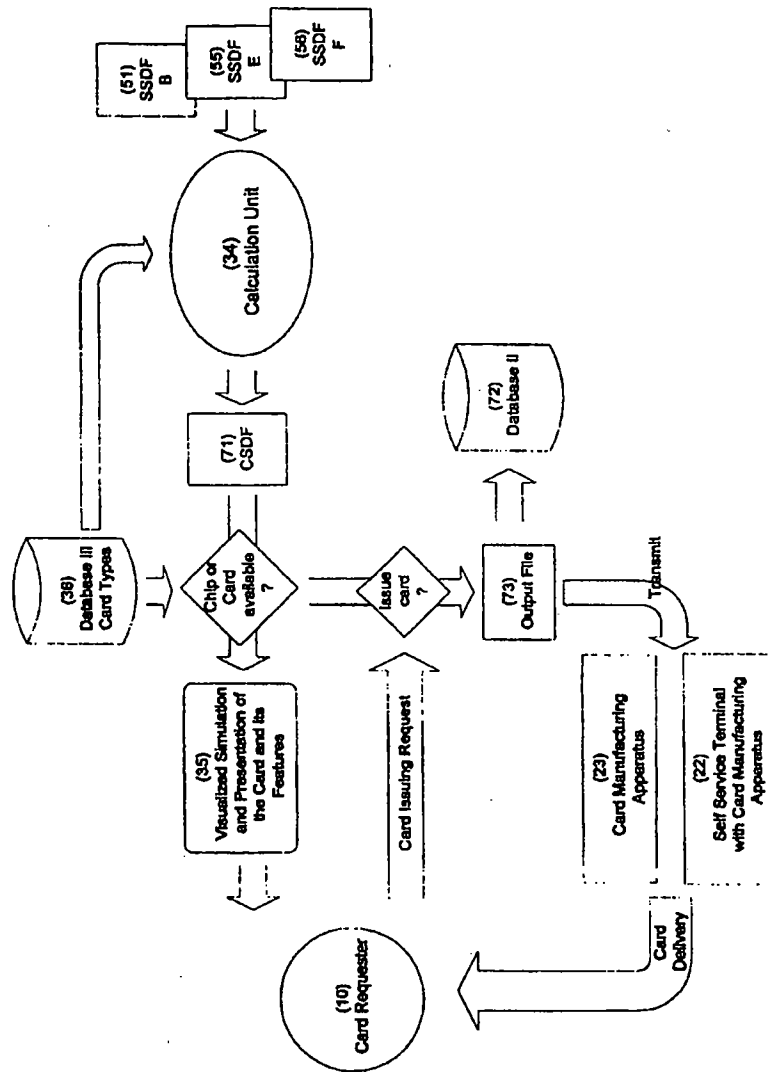 (51)
SSDF
B
(55)
SSDF
E
(56)
SSDF
F
(34)
Calculation Unit
(36)
Database III
Card Types
(71)
CSDF
Chip or
Card
available
?
(35)
Visualized Simulation
and Presentation of
the Card and its
Features
(10)
Card Requester
Card Issuing Request
Issue
card
?
(72)
Database II
(73)
Output File
Transmit
(23)
Card Manufacturing
Apparatus
(22)
Self Service Terminal
with Card Manufacturing
Apparatus
Card
Delivery